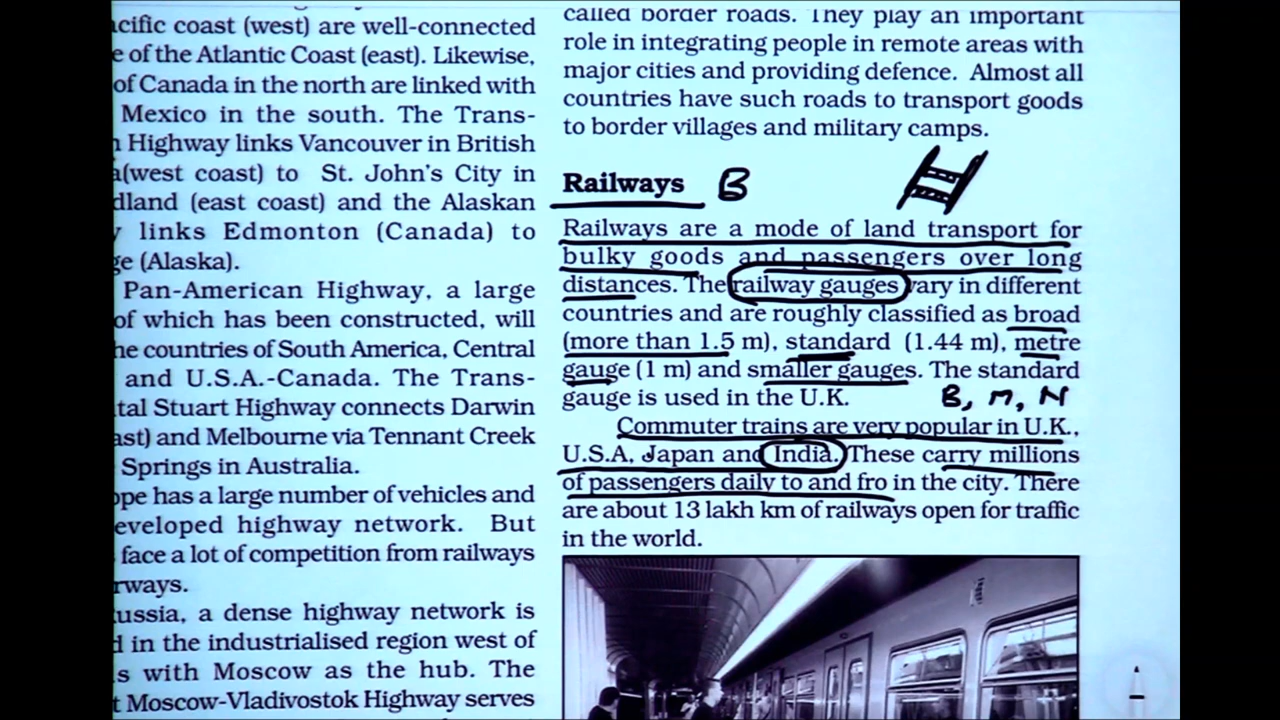 acific coast (west) are well-connected
e of the Atlantic Coast (east). Likewise,
of Canada in the north are linked with
Mexico in the south. The Trans-
Highway links Vancouver in British
a(west coast) to St. John's City in
dland (east coast) and the Alaskan
links Edmonton (Canada) to
ge (Alaska).
Pan-American Highway, a large
of which has been constructed, will
he countries of South America, Central
and U.S.A.-Canada. The Trans-
tal Stuart Highway connects Darwin
ast) and Melbourne via Tennant Creek
Springs in Australia.
ope has a large number of vehicles and
eveloped highway network. But
face a lot of competition from railways
rways.
ussia, a dense highway network is
d in the industrialised region west of
s with Moscow as the hub. The
t Moscow-Vladivostok Highway serves
called border roads. They play an important
role in integrating people in remote areas with
major cities and providing defence. Almost all
countries have such roads to transport goods
to border villages and military camps.
Railways B
Railways are a mode of land transport for
bulky goods and passengers over long
distances. The railway gauges vary in different
countries and are roughly classified as broad
(more than 1.5 m), standard (1.44 m), metre
gauge (1 m) and smaller gauges. The standard
gauge is used in the U.K. B, M, N
Commuter trains are very popular in U.K.,
U.S.A, Japan and India. These carry millions
of passengers daily to and fro in the city. There
are about 13 lakh km of railways open for traffic
in the world.